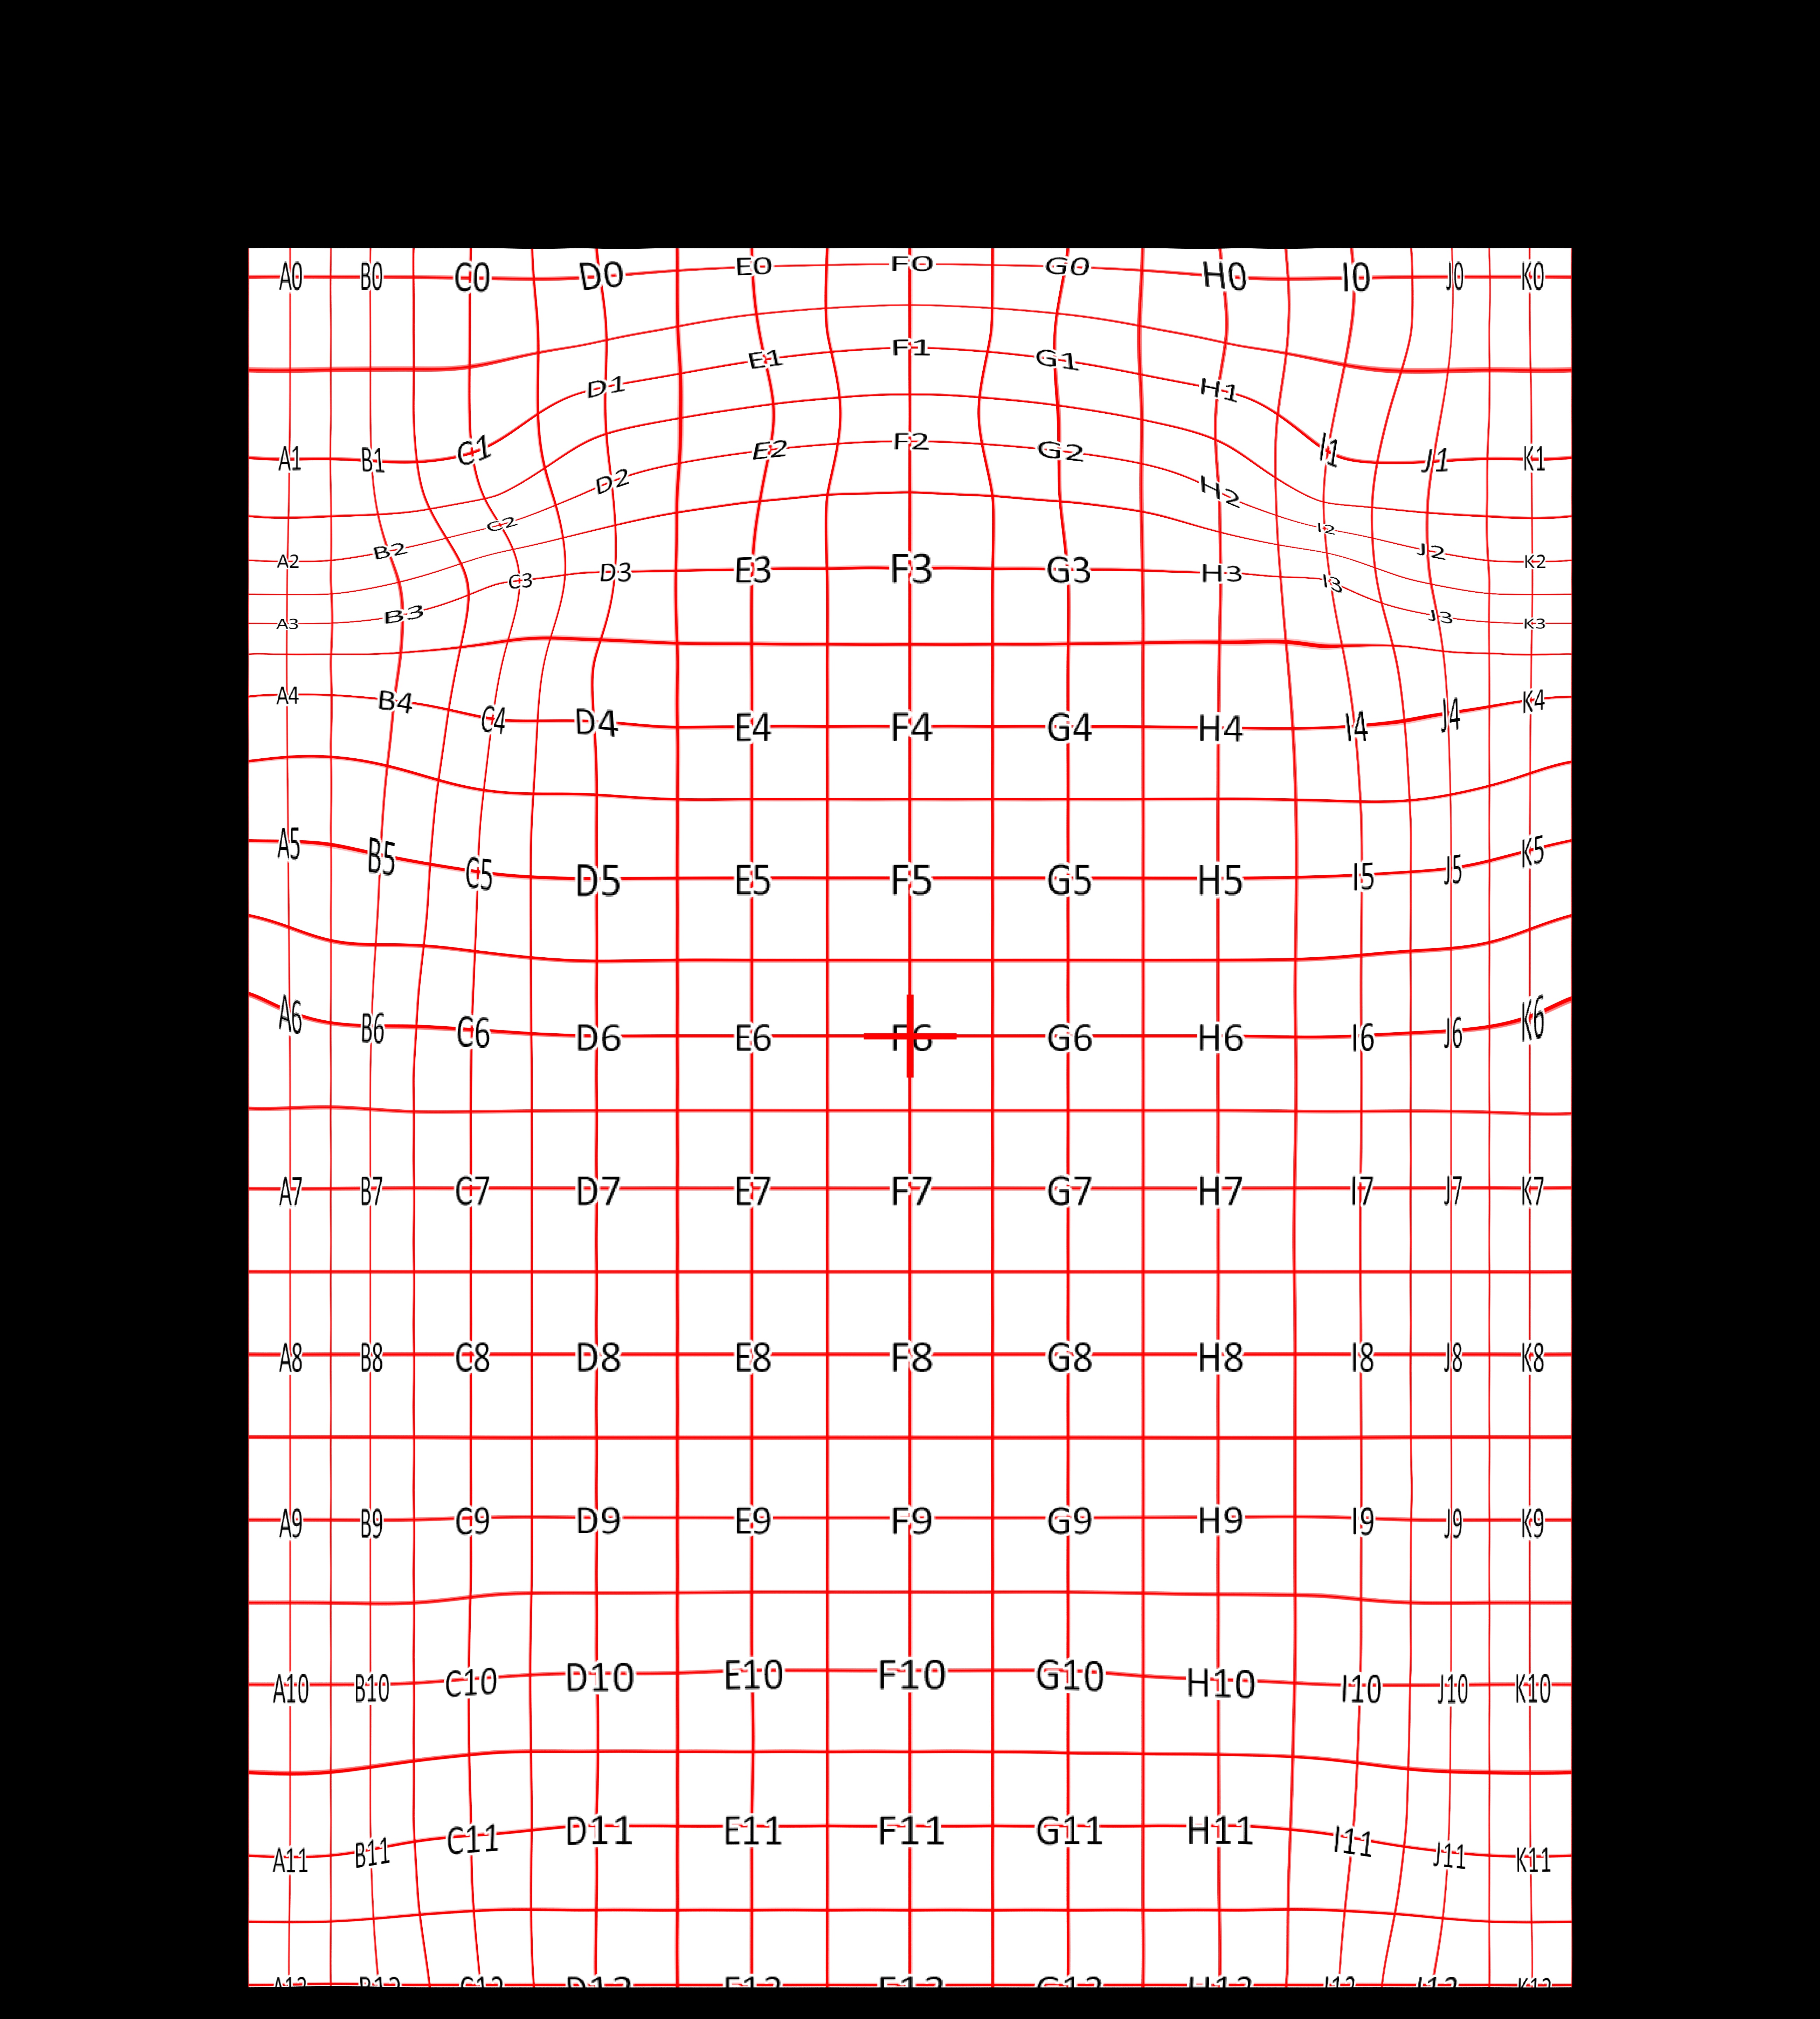 A0 B0 C0 D0 E0 F0 G0 H0 I0 J0 K0
A1 B1 C1 D1 E1 F1 G1 H1 I1 J1 K1
A2 B2 C2 D2 E2 F2 G2 H2 I2 J2 K2
A3 B3 C3 D3 E3 F3 G3 H3 I3 J3 K3
A4 B4 C4 D4 E4 F4 G4 H4 I4 J4 K4
A5 B5 C5 D5 E5 F5 G5 H5 I5 J5 K5
A6 B6 C6 D6 E6 F6 G6 H6 I6 J6 K6
A7 B7 C7 D7 E7 F7 G7 H7 I7 J7 K7
A8 B8 C8 D8 E8 F8 G8 H8 I8 J8 K8
A9 B9 C9 D9 E9 F9 G9 H9 I9 J9 K9
A10 B10 C10 D10 E10 F10 G10 H10 I10 J10 K10
A11 B11 C11 D11 E11 F11 G11 H11 I11 J11 K11